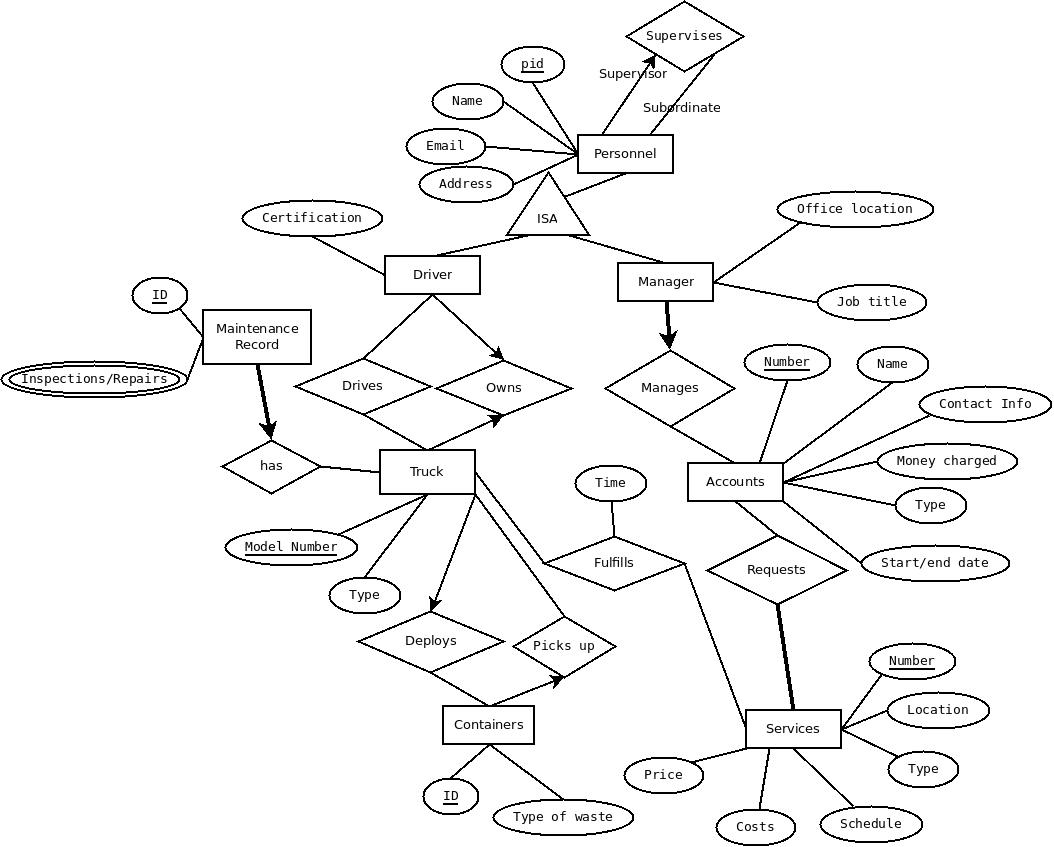 Supervises
pid
Supervisor
Name
Subordinate
Email
Personnel
Address
Office location
Certification
ISA
Driver
Manager
ID
Job title
Maintenance
Record
Number
Name
Inspections/Repairs
Drives
Owns
Manages
Contact Info
Money charged
has
Truck
Time
Accounts
Type
Model Number
Fulfills
Requests
Start/end date
Type
Deploys
Picks up
Number
Location
Containers
Services
Price
Type
ID
Type of waste
Costs
Schedule